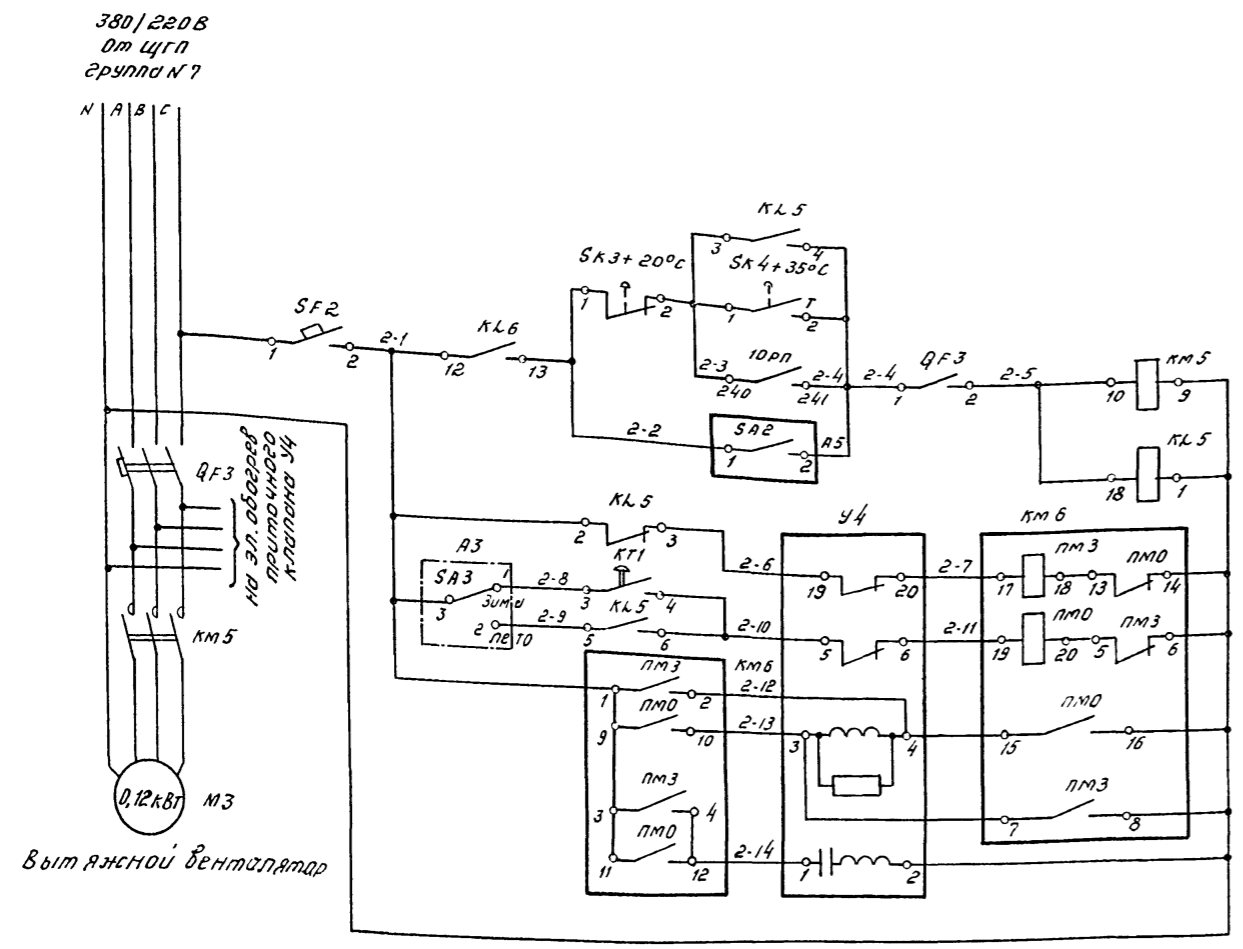 380/220В
От ЩГП
Группа N7
N A B C
KL5
3 4
SK3+20°C
SK4+35°C
1 2 1 T 2
SF2
1 2
2-1
KL6
12 13
10РП
2-3 2-4
240 241
2-4
QF3
1 2
2-5
KM5
10 9
2-2
SA2
A5
1 2
KL5
18 1
QF3
на эл. обогрев
приточного
клапана У4
KL5
2 3
У4
KM6
A3
KT1
SA3
1
2-8
3 4
Зима
3
2-6
19 20
2-7
ПМЗ
ПМО
17 18 13 14
KL5
2
Лето
2-9
5 6
2-10
5 6
2-11
ПМО
ПМЗ
19 20 5 6
KM5
ПМЗ
KM6
1 2
2-12
ПМО
9 10
2-13
3 4
ПМО
15 16
ПМЗ
3 4
ПМЗ
7 8
ПМО
11 12
2-14
1 2
0,12кВт
М3
Вытяжной вентилятор